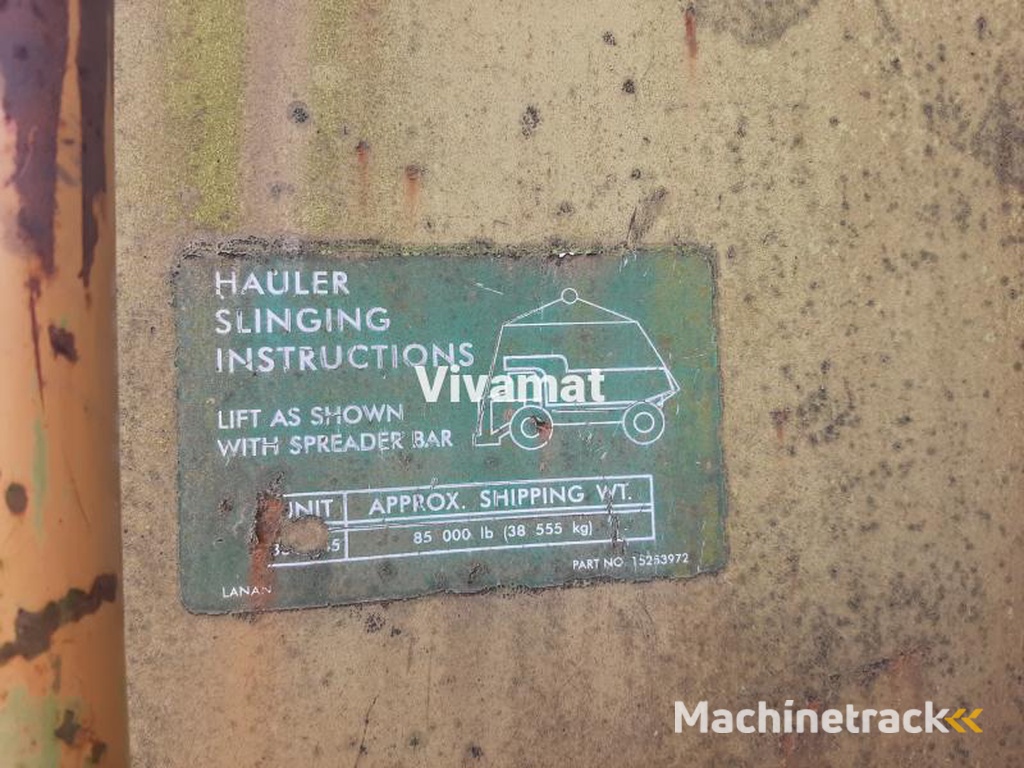 HAULER
SLINGING
INSTRUCTIONS
Vivamat
LIFT AS SHOWN
WITH SPREADER BAR
UNIT APPROX. SHIPPING WT.
85 000 lb (38 555 kg)
PART NO. 15253972
LANAN
Machinetrack